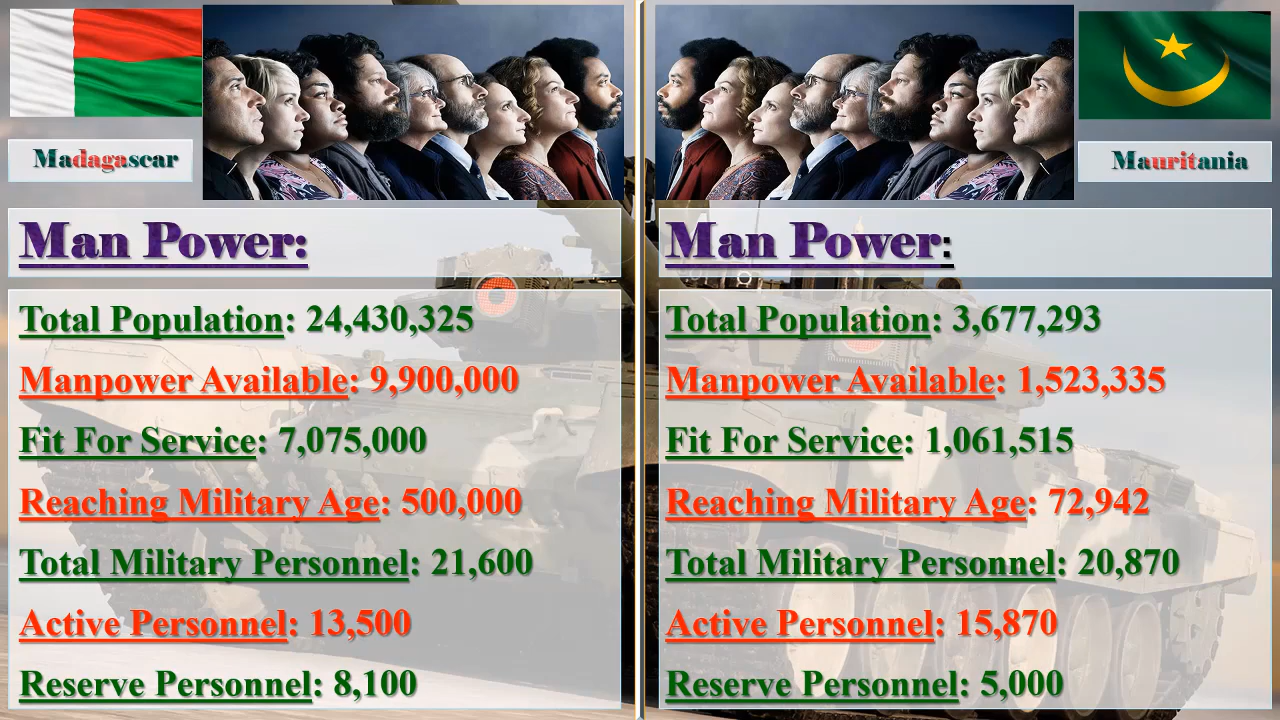 Madagascar
Man Power:
Total Population: 24,430,325
Manpower Available: 9,900,000
Fit For Service: 7,075,000
Reaching Military Age: 500,000
Total Military Personnel: 21,600
Active Personnel: 13,500
Reserve Personnel: 8,100
Mauritania
Man Power:
Total Population: 3,677,293
Manpower Available: 1,523,335
Fit For Service: 1,061,515
Reaching Military Age: 72,942
Total Military Personnel: 20,870
Active Personnel: 15,870
Reserve Personnel: 5,000